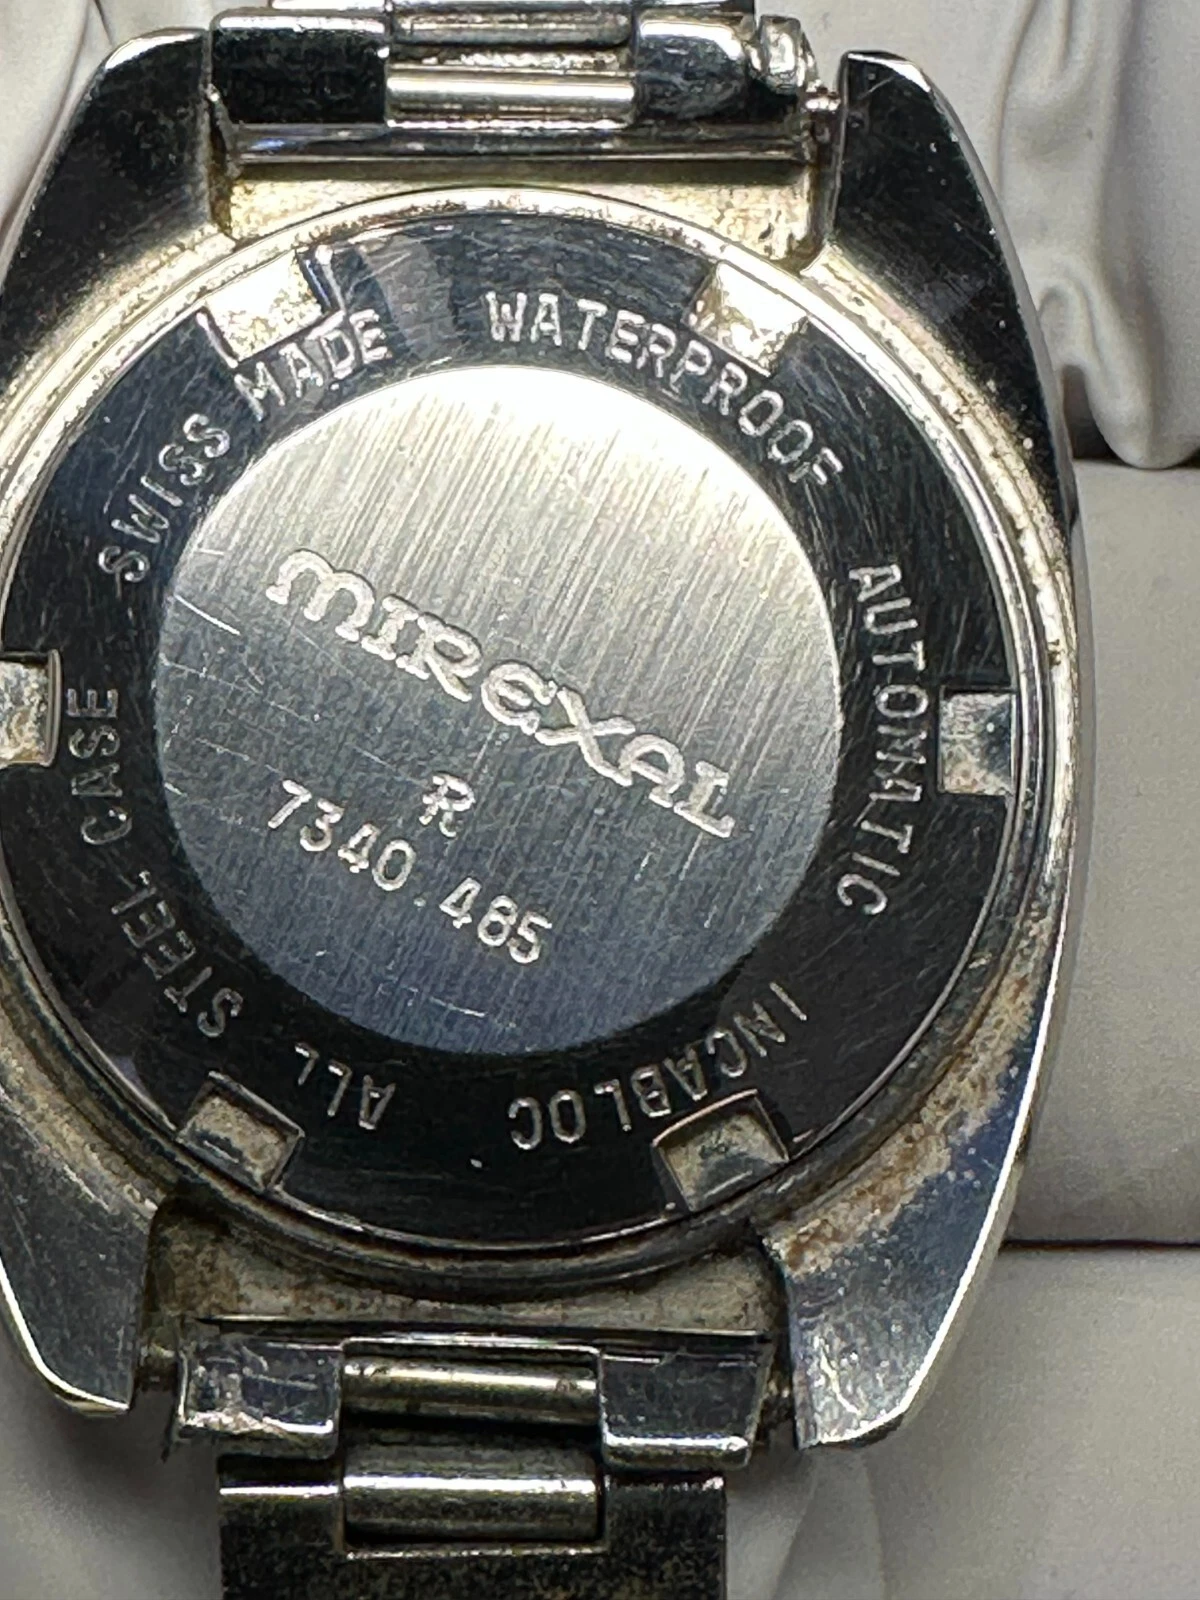 SWISS MADE
WATERPROOF
AUTOMATIC
INCABLOC
ALL STEEL CASE
MIREXAL
R
7340.465